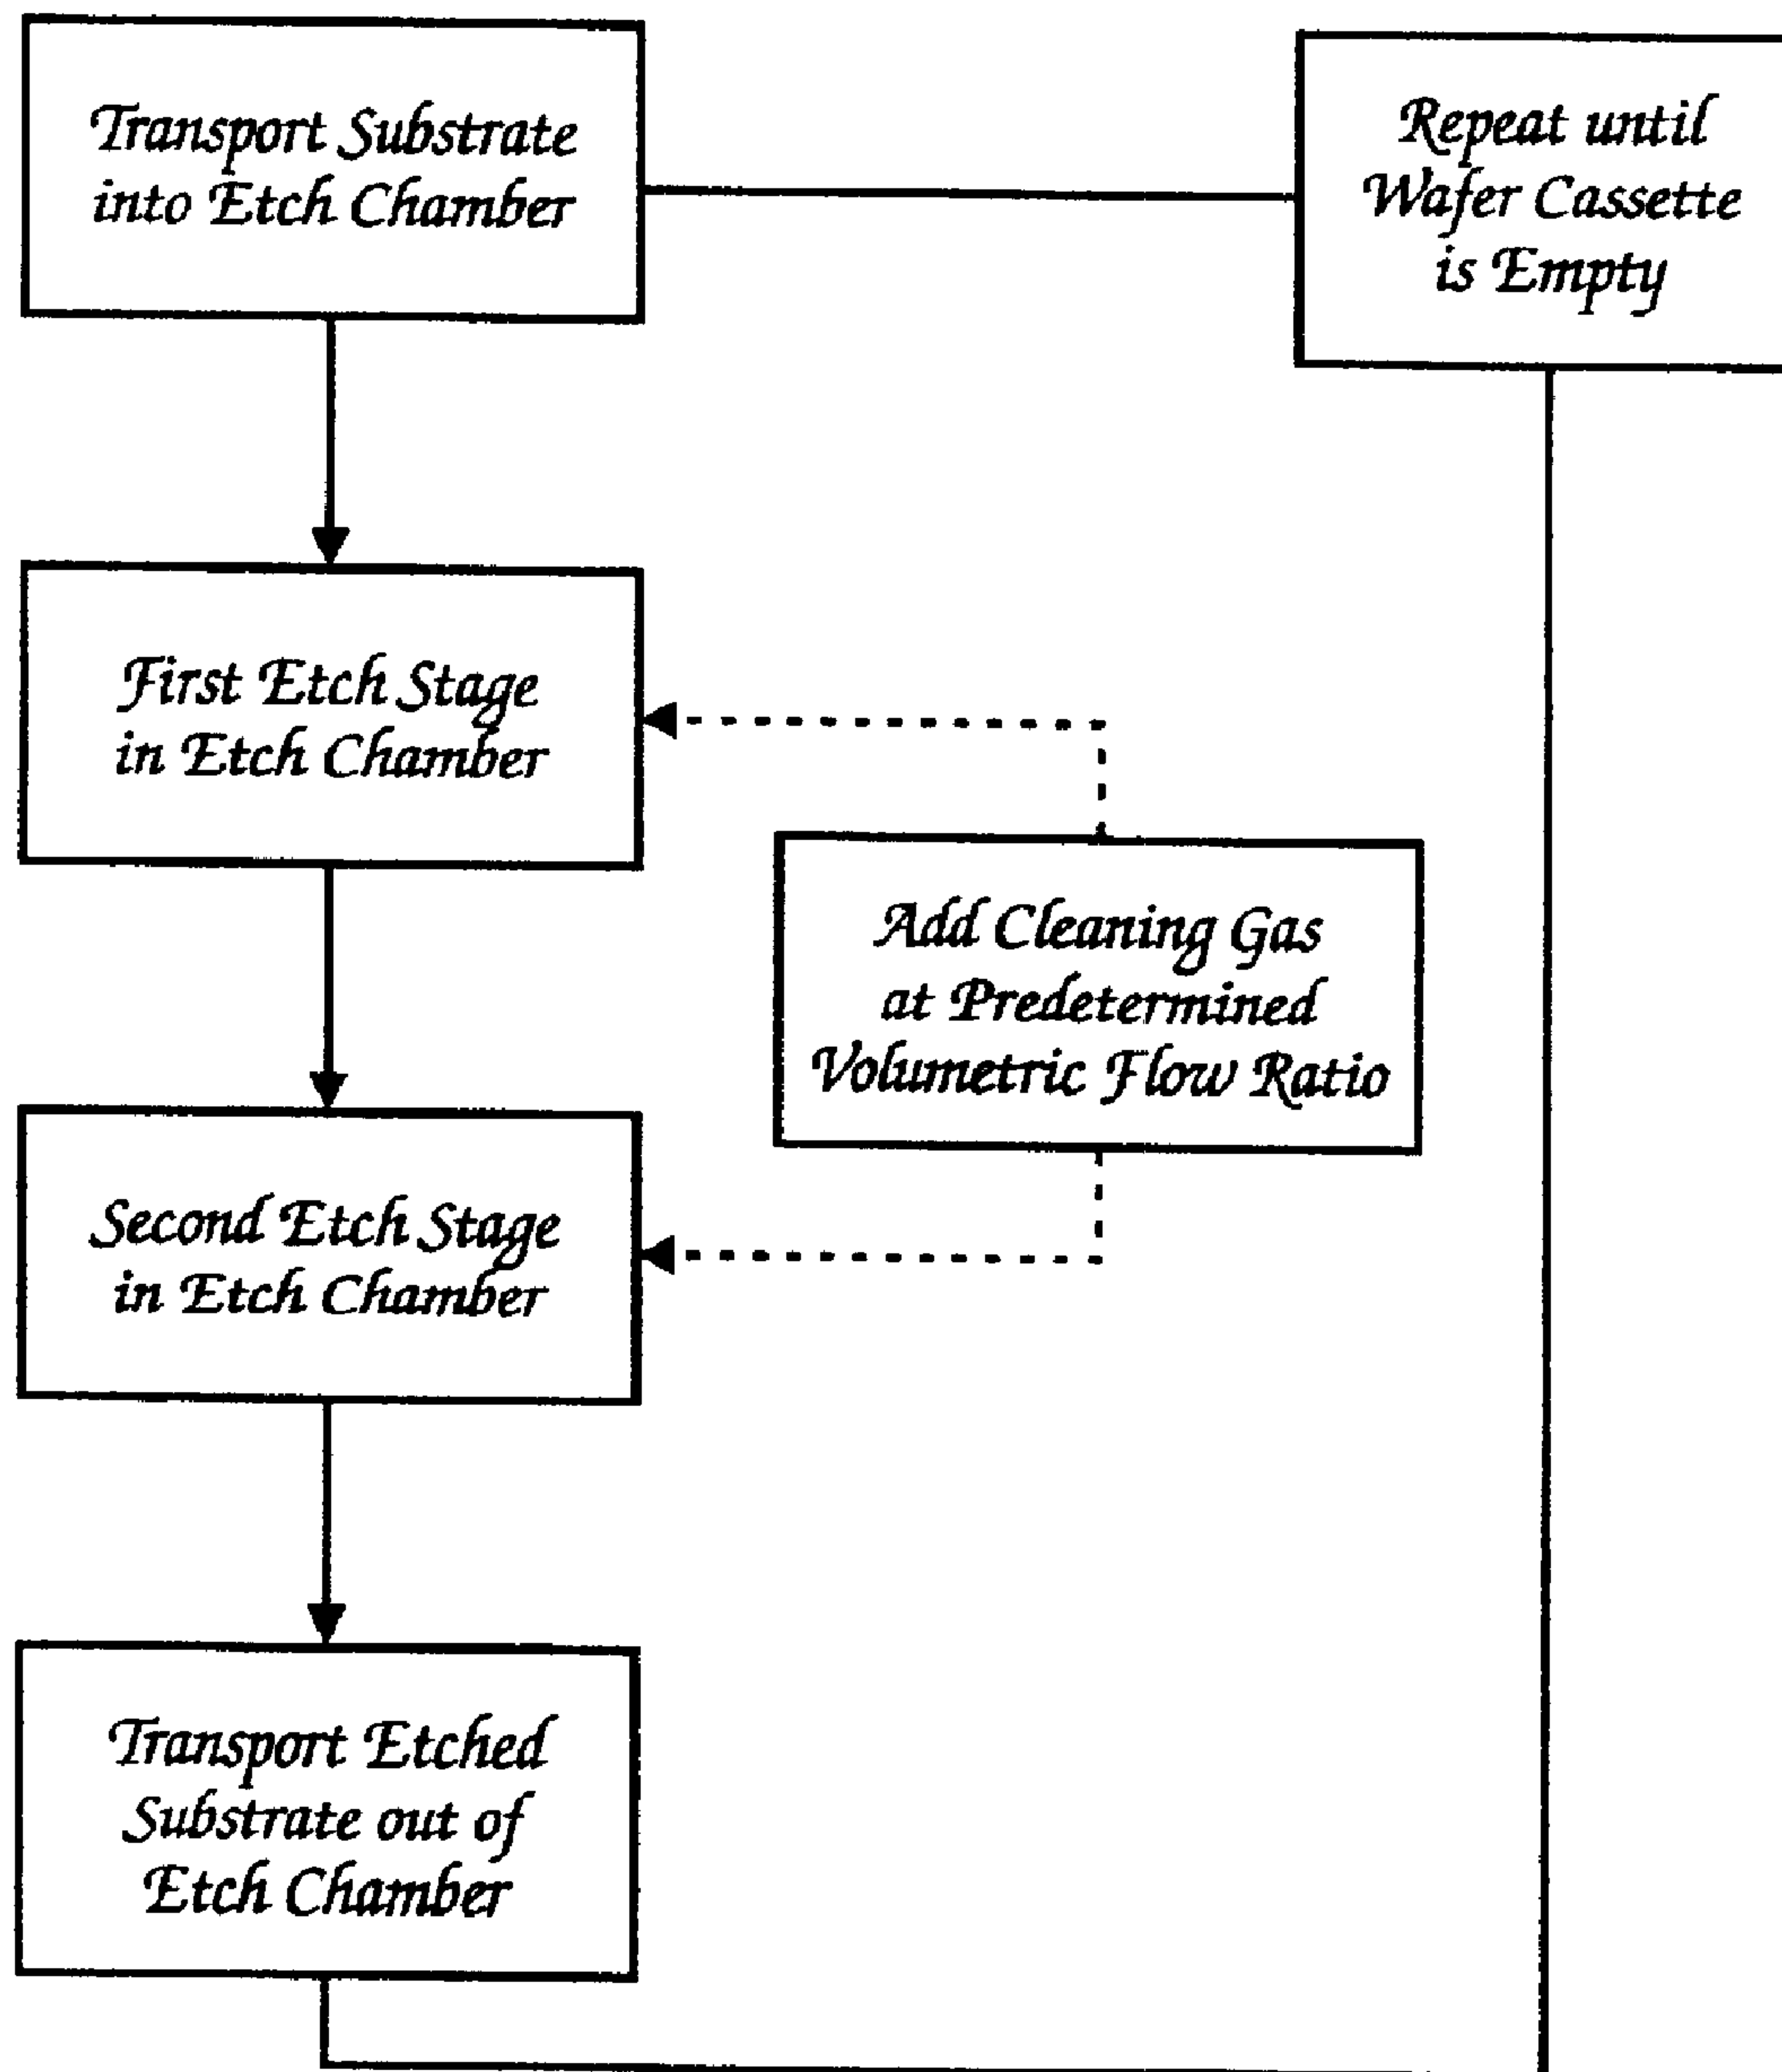 Transport Substrate
into Etch Chamber
Repeat until
Wafer Cassette
is Empty
First Etch Stage
in Etch Chamber
Add Cleaning Gas
at Predetermined
Volumetric Flow Ratio
Second Etch Stage
in Etch Chamber
Transport Etched
Substrate out of
Etch Chamber